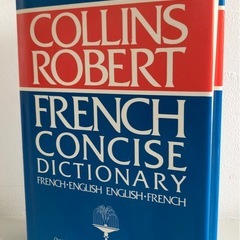 COLLINS
ROBERT
FRENCH
CONCISE
DICTIONARY
FRENCH·ENGLISH ENGLISH·FRENCH